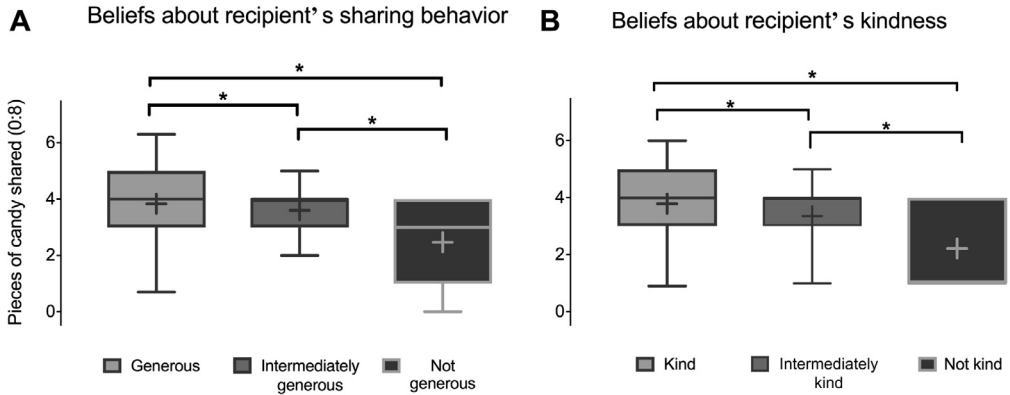 A Beliefs about recipient's sharing behavior
Pieces of candy shared (0:8)
6
4
2
0
* * *
Generous
Intermediately
generous
Not
generous
B Beliefs about recipient's kindness
6
4
2
0
* * *
Kind
Intermediately
kind
Not kind